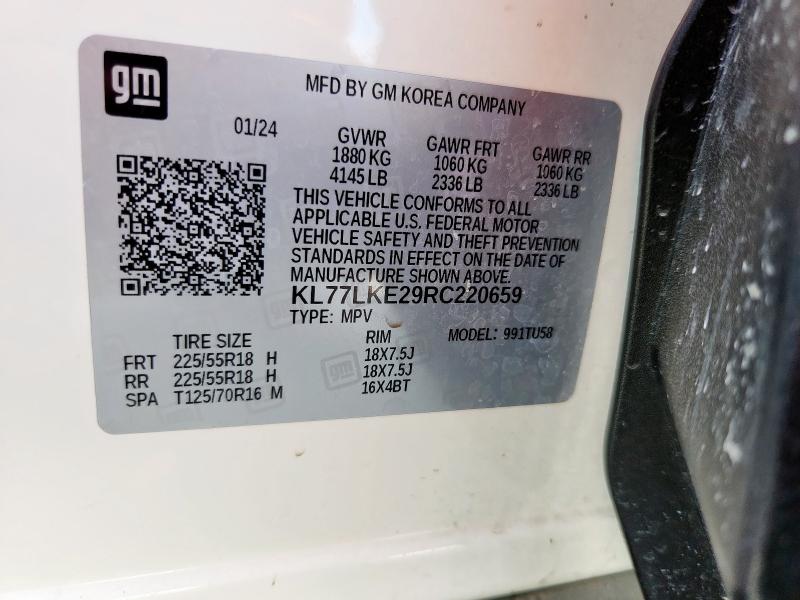 gm
MFD BY GM KOREA COMPANY
01/24 GVWR GAWR FRT GAWR RR
1880 KG 1060 KG 1060 KG
4145 LB 2336 LB 2336 LB
THIS VEHICLE CONFORMS TO ALL
APPLICABLE U.S. FEDERAL MOTOR
VEHICLE SAFETY AND THEFT PREVENTION
STANDARDS IN EFFECT ON THE DATE OF
MANUFACTURE SHOWN ABOVE.
KL77LKE29RC220659
TYPE: MPV MODEL: 991TU58
TIRE SIZE RIM
FRT 225/55R18 H 18X7.5J
RR 225/55R18 H 18X7.5J
SPA T125/70R16 M 16X4BT
gm